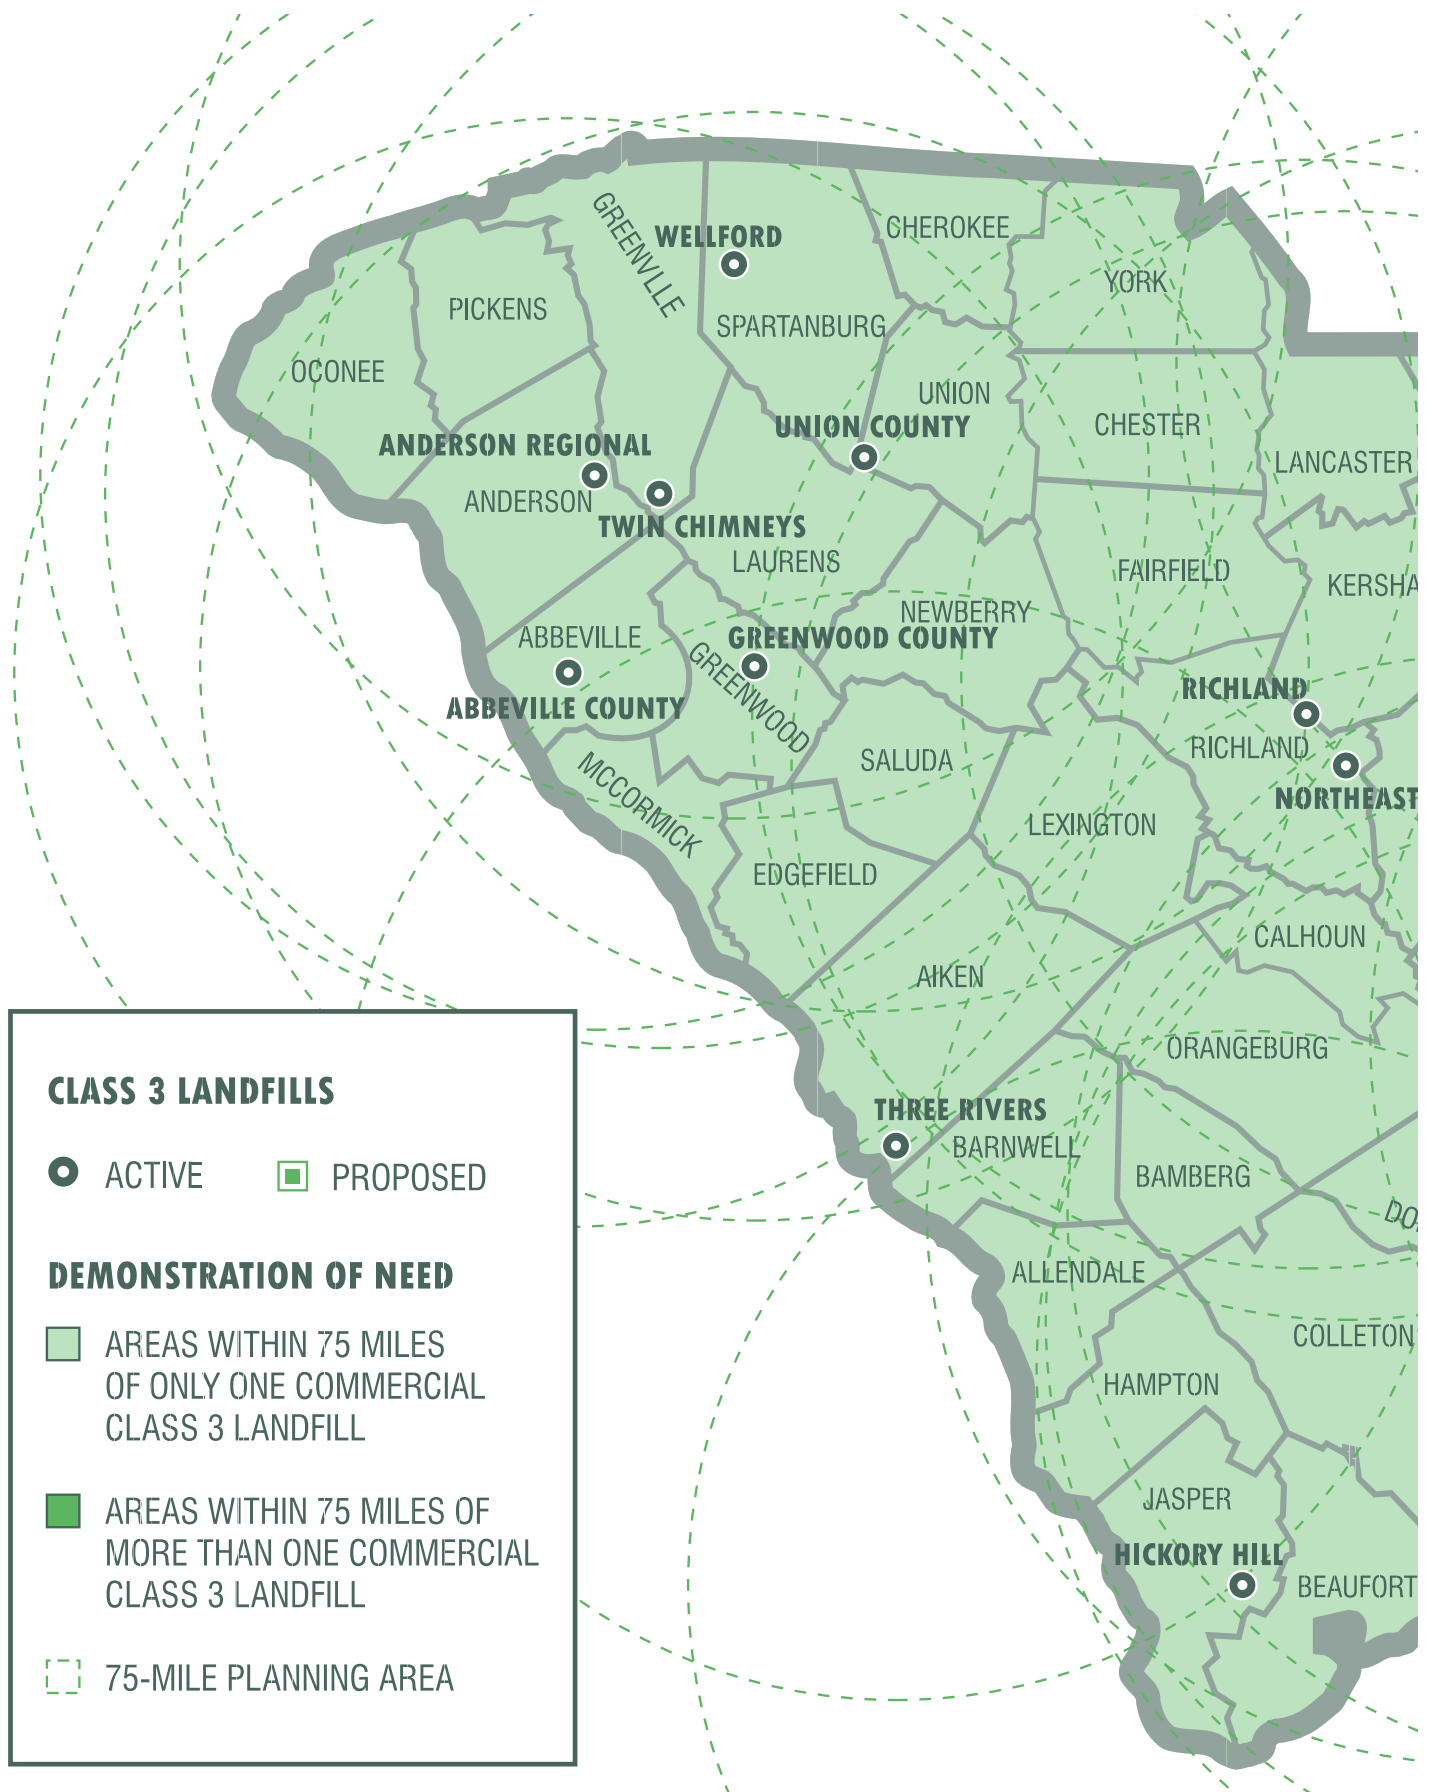 GREENVILLE
WELLFORD
CHEROKEE
YORK
PICKENS
SPARTANBURG
OCONEE
UNION
UNION COUNTY
CHESTER
ANDERSON REGIONAL
LANCASTER
ANDERSON
TWIN CHIMNEYS
LAURENS
FAIRFIELD
KERSHA
NEWBERRY
ABBEVILLE
GREENWOOD COUNTY
GREENWOOD
RICHLAND
ABBEVILLE COUNTY
RICHLAND
SALUDA
MCCORMICK
NORTHEAST
LEXINGTON
EDGEFIELD
CALHOUN
AIKEN
ORANGEBURG
THREE RIVERS
BARNWELL
BAMBERG
DO
ALLENDALE
COLLETON
HAMPTON
JASPER
HICKORY HILL
BEAUFORT
CLASS 3 LANDFILLS
ACTIVE
PROPOSED
DEMONSTRATION OF NEED
AREAS WITHIN 75 MILES
OF ONLY ONE COMMERCIAL
CLASS 3 LANDFILL
AREAS WITHIN 75 MILES OF
MORE THAN ONE COMMERCIAL
CLASS 3 LANDFILL
75-MILE PLANNING AREA